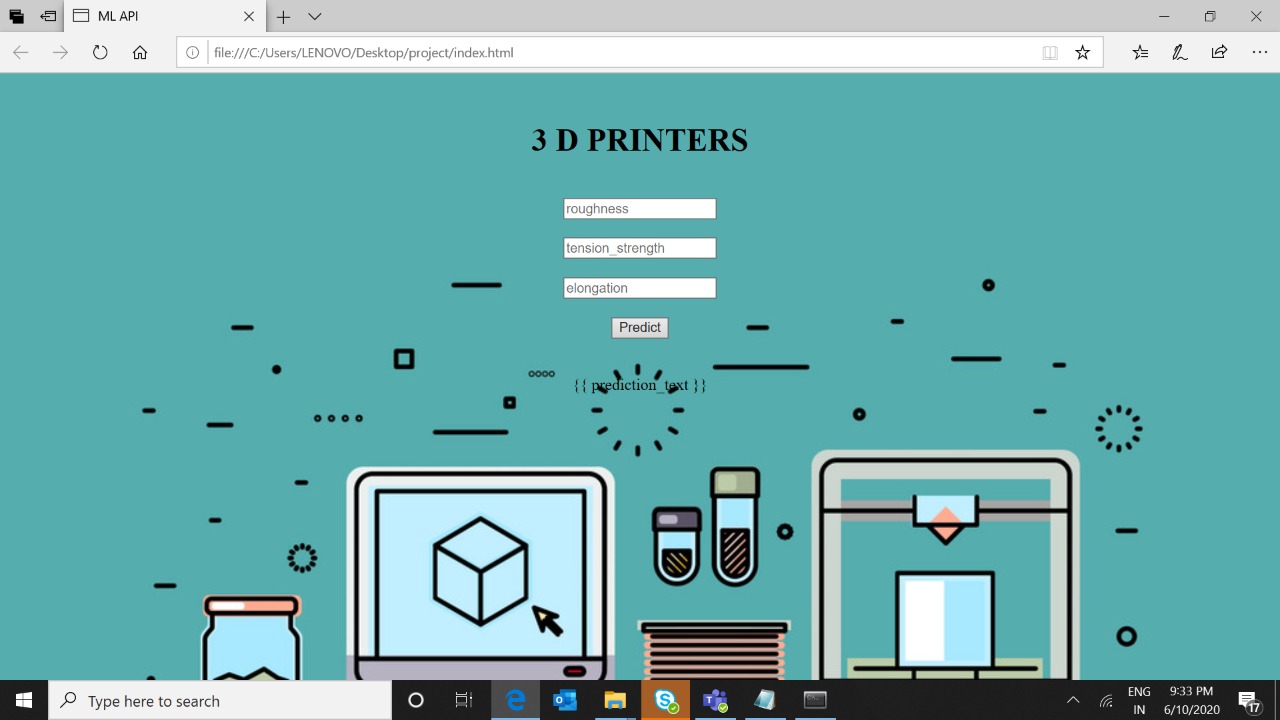 ML API
file:///C:/Users/LENOVO/Desktop/project/index.html
3 D PRINTERS
roughness
tension_strength
elongation
Predict
{{ prediction_text }}
Type here to search
ENG
IN
9:33 PM
6/10/2020
17